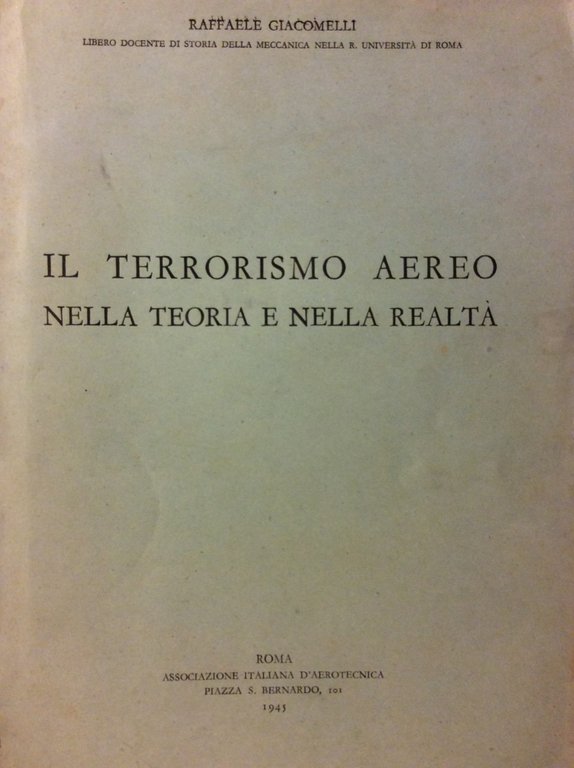 RAFFAELE GIACOMELLI
LIBERO DOCENTE DI STORIA DELLA MECCANICA NELLA R. UNIVERSITÀ DI ROMA
IL TERRORISMO AEREO
NELLA TEORIA E NELLA REALTÀ
ROMA
ASSOCIAZIONE ITALIANA D'AEROTECNICA
PIAZZA S. BERNARDO, 101
1945